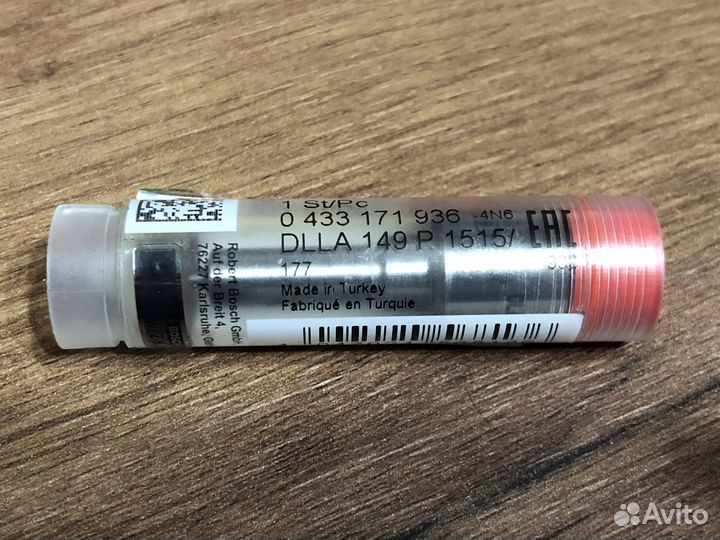 1 St/Pc
0 433 171 936 -4N6
DLLA 149 P 1515/
177
Made in Turkey
Fabriqué en Turquie
EAC
Robert Bosch GmbH
Auf der Breit 4,
76227 Karlsruhe,
Avito